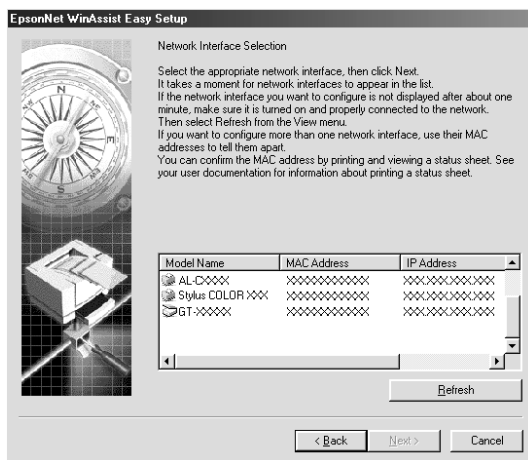 EpsonNet WinAssist Easy Setup
Network Interface Selection
Select the appropriate network interface, then click Next.
It takes a moment for network interfaces to appear in the list.
If the network interface you want to configure is not displayed after about one
minute, make sure it is turned on and properly connected to the network.
Then select Refresh from the View menu.
If you want to configure more than one network interface, use their MAC
addresses to tell them apart.
You can confirm the MAC address by printing and viewing a status sheet. See
your user documentation for information about printing a status sheet.
Model Name MAC Address IP Address
AL-CXXXX XXXXXXXXXXXX XXX.XXX.XXX.XXX
Stylus COLOR XXX XXXXXXXXXXXX XXX.XXX.XXX.XXX
GT-XXXXX XXXXXXXXXXXX XXX.XXX.XXX.XXX
Refresh
< Back Next > Cancel
N
E
S